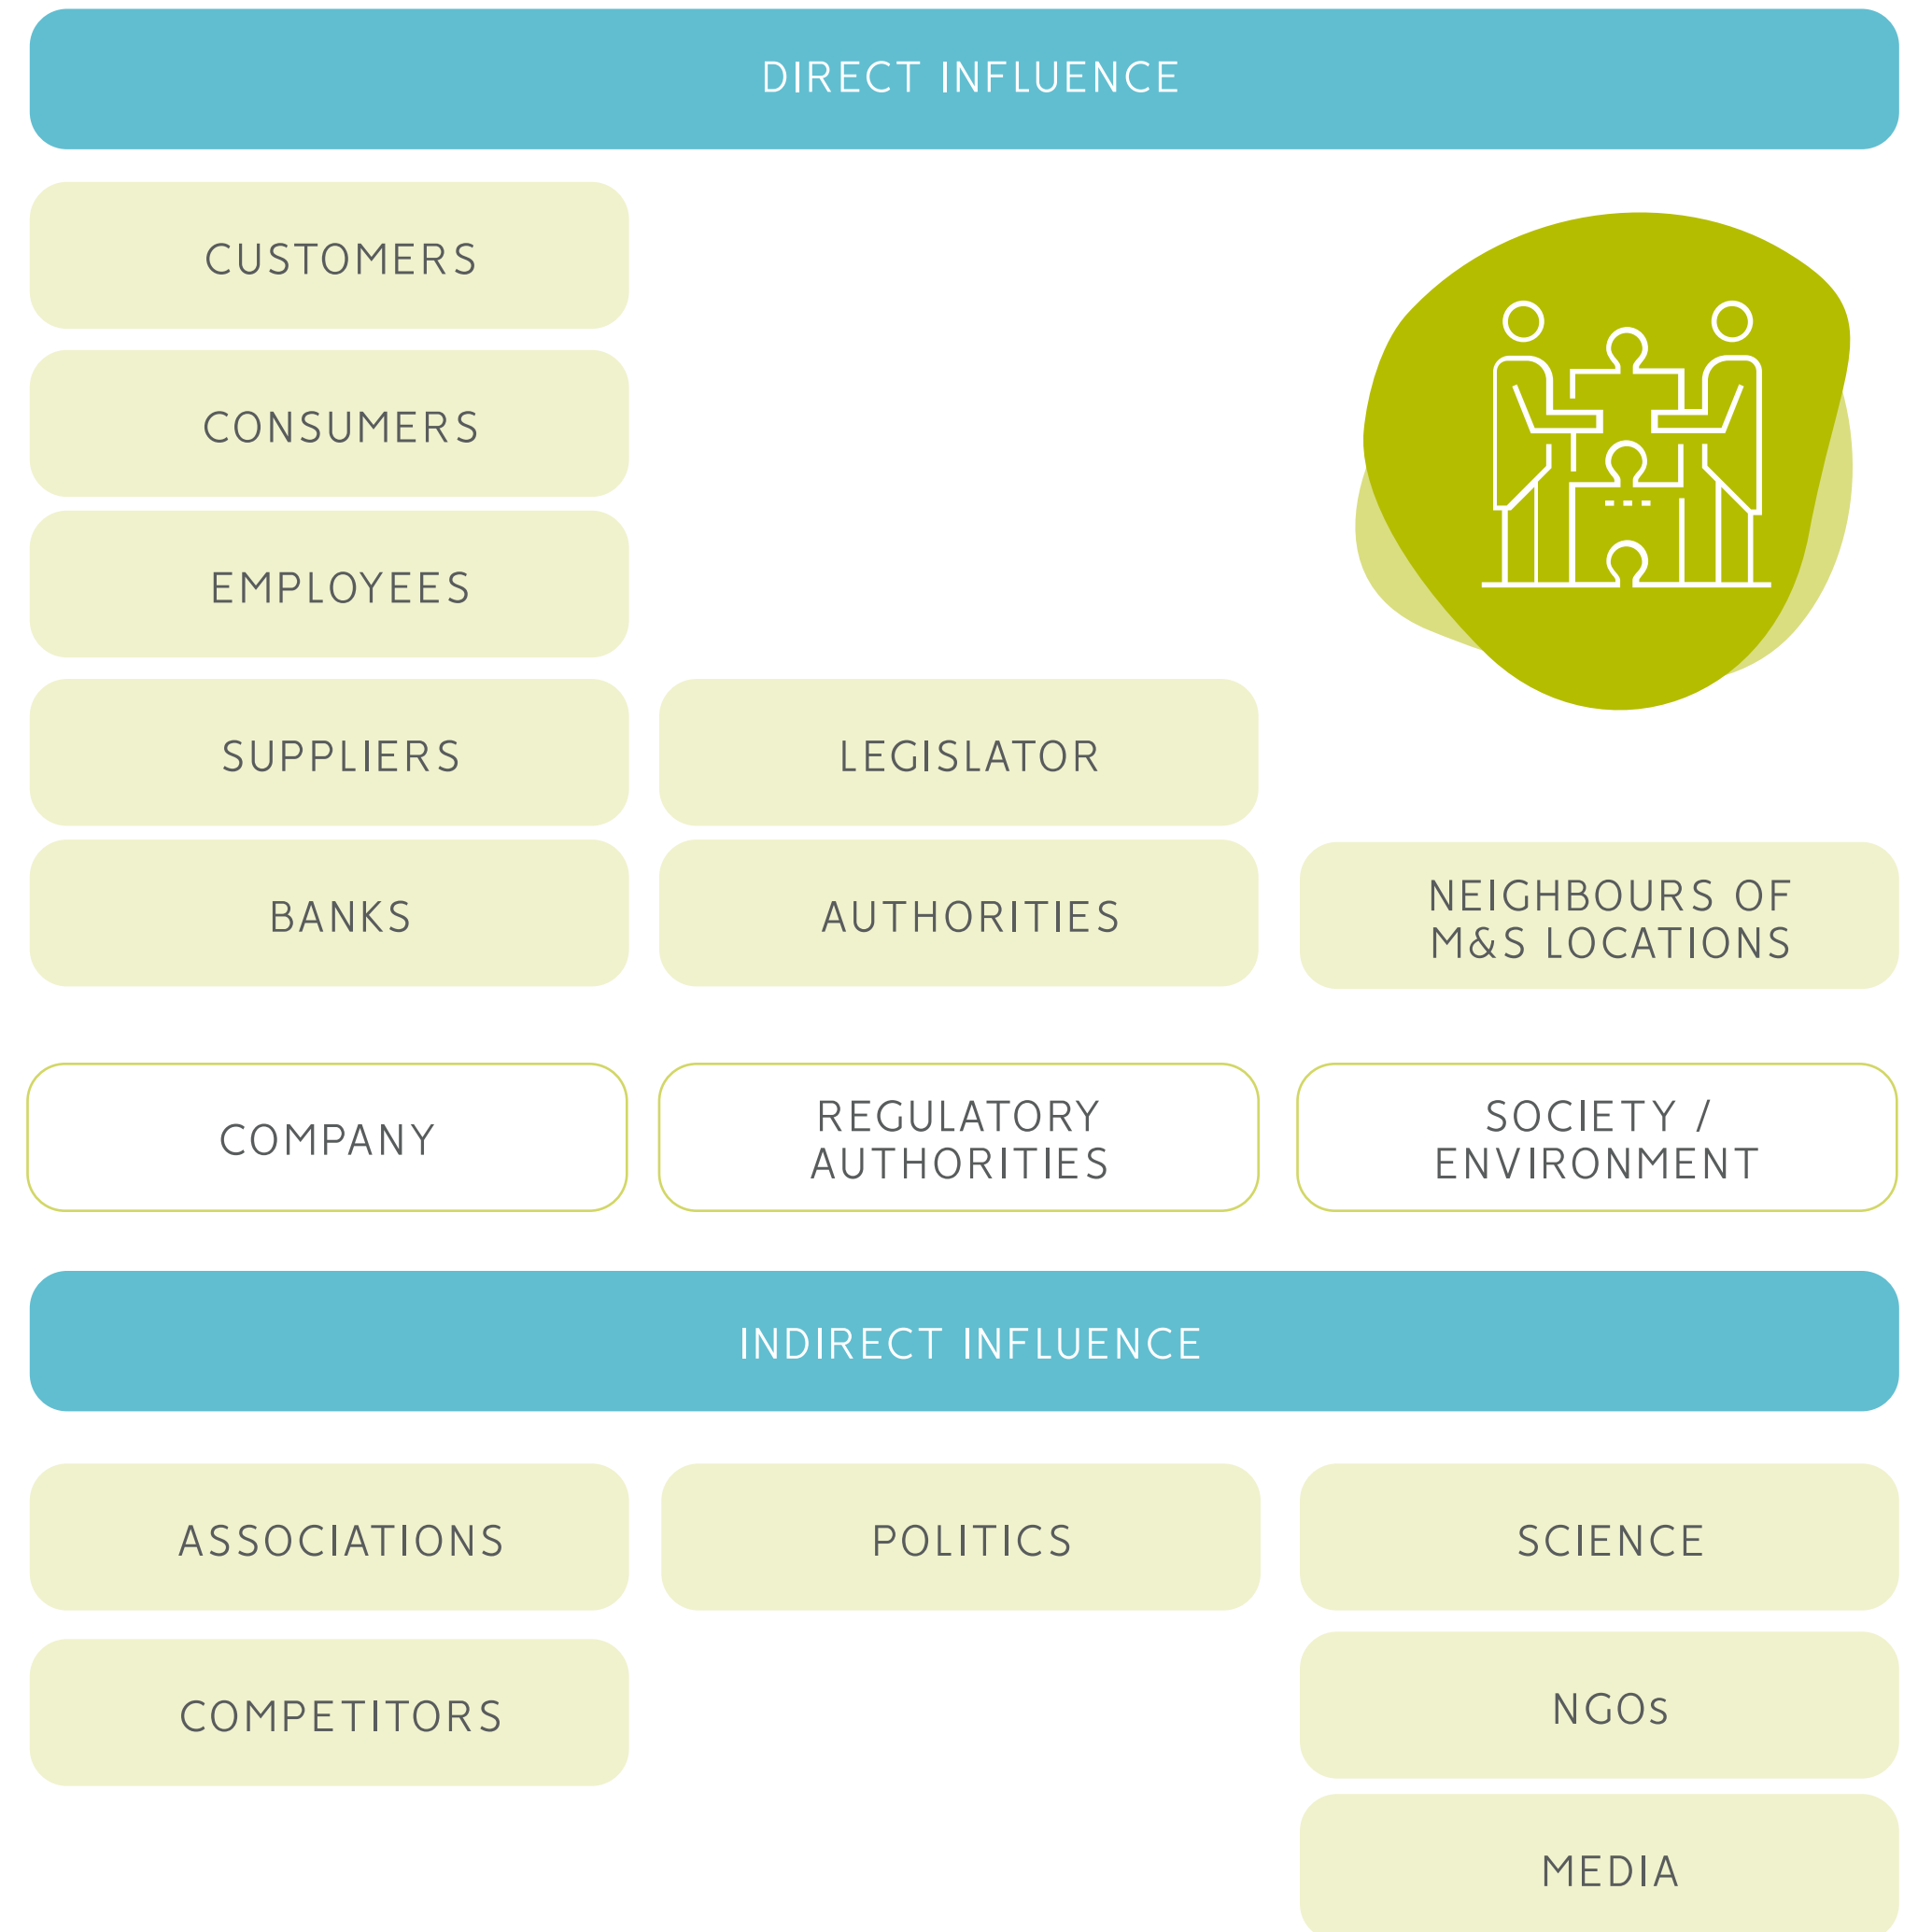 DIRECT INFLUENCE
CUSTOMERS
CONSUMERS
EMPLOYEES
SUPPLIERS
LEGISLATOR
BANKS
AUTHORITIES
NEIGHBOURS OF
M&S LOCATIONS
COMPANY
REGULATORY
AUTHORITIES
SOCIETY /
ENVIRONMENT
INDIRECT INFLUENCE
ASSOCIATIONS
POLITICS
SCIENCE
COMPETITORS
NGOs
MEDIA